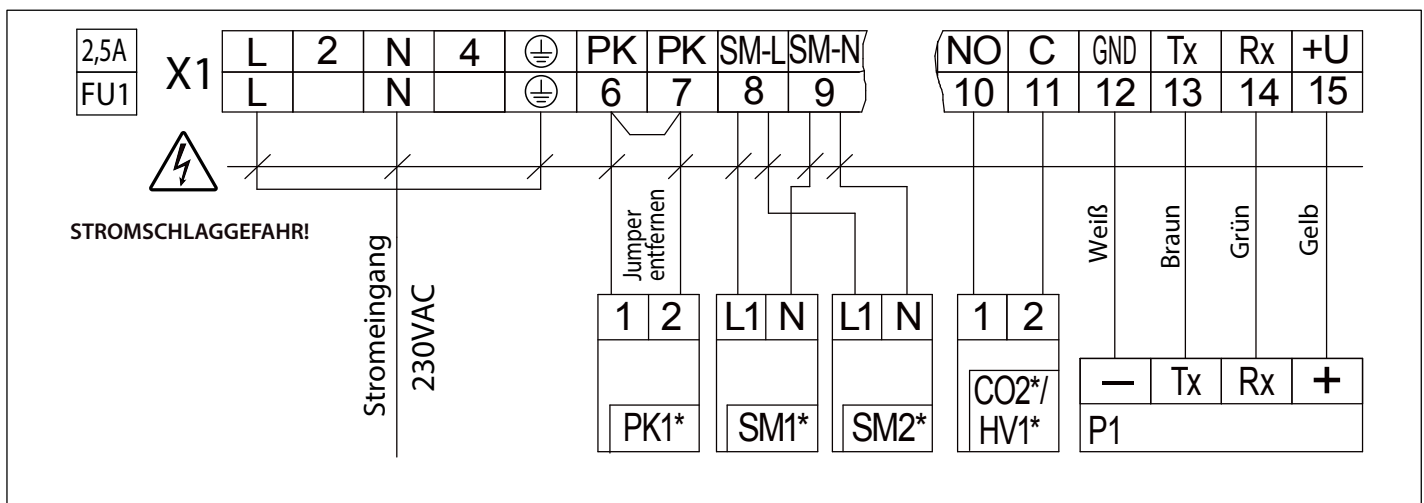 2,5A
FU1
X1
L 2 N 4 PK PK SM-L SM-N NO C GND Tx Rx +U
L N 6 7 8 9 10 11 12 13 14 15
STROMSCHLAGGEFAHR!
Stromeingang
230VAC
Jumper
entfernen
Weiß
Braun
Grün
Gelb
1 2
PK1*
L1 N
SM1*
L1 N
SM2*
1 2
CO2*/
HV1*
— Tx Rx +
P1